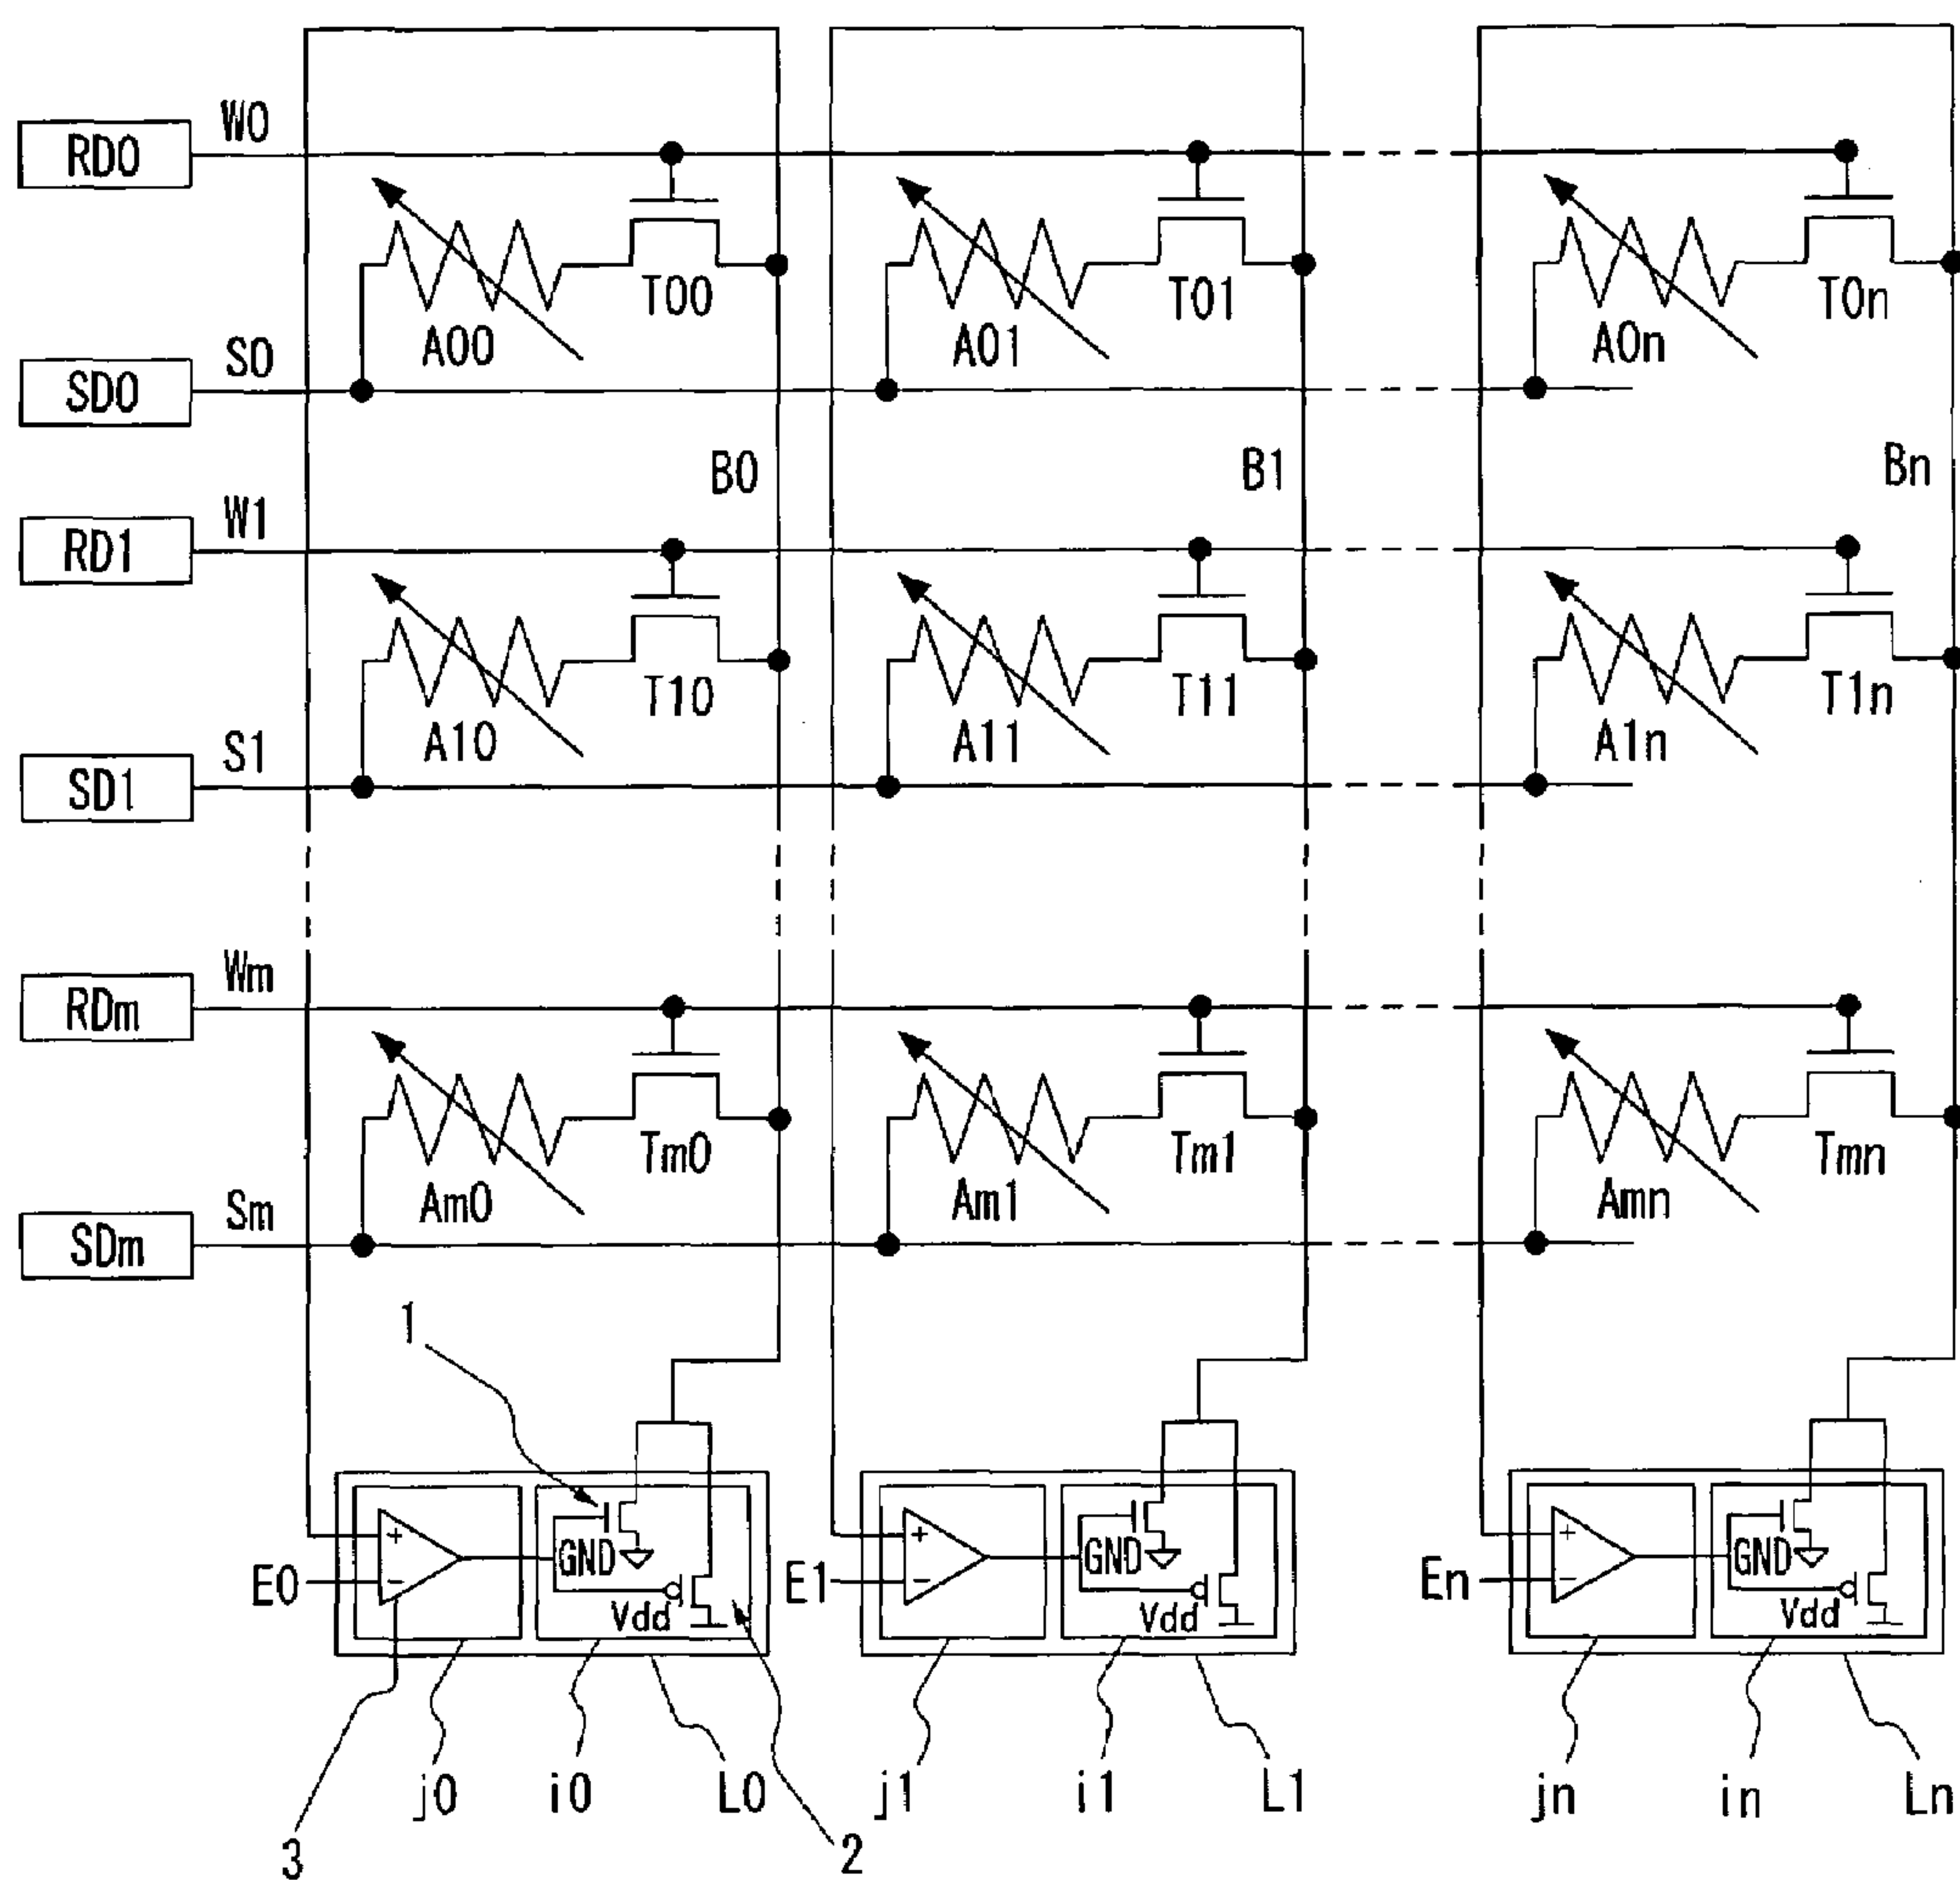 RD0 W0
T00 T01 T0n
A00 A01 A0n
SD0 S0
B0 B1 Bn
RD1 W1
T10 T11 T1n
A10 A11 A1n
SD1 S1
RDm Wm
Tm0 Tm1 Tmn
Am0 Am1 Amn
SDm Sm
1
+ GND + GND + GND
E0 − E1 − En −
Vdd Vdd Vdd
j0 i0 L0 j1 i1 L1 jn in Ln
3 2